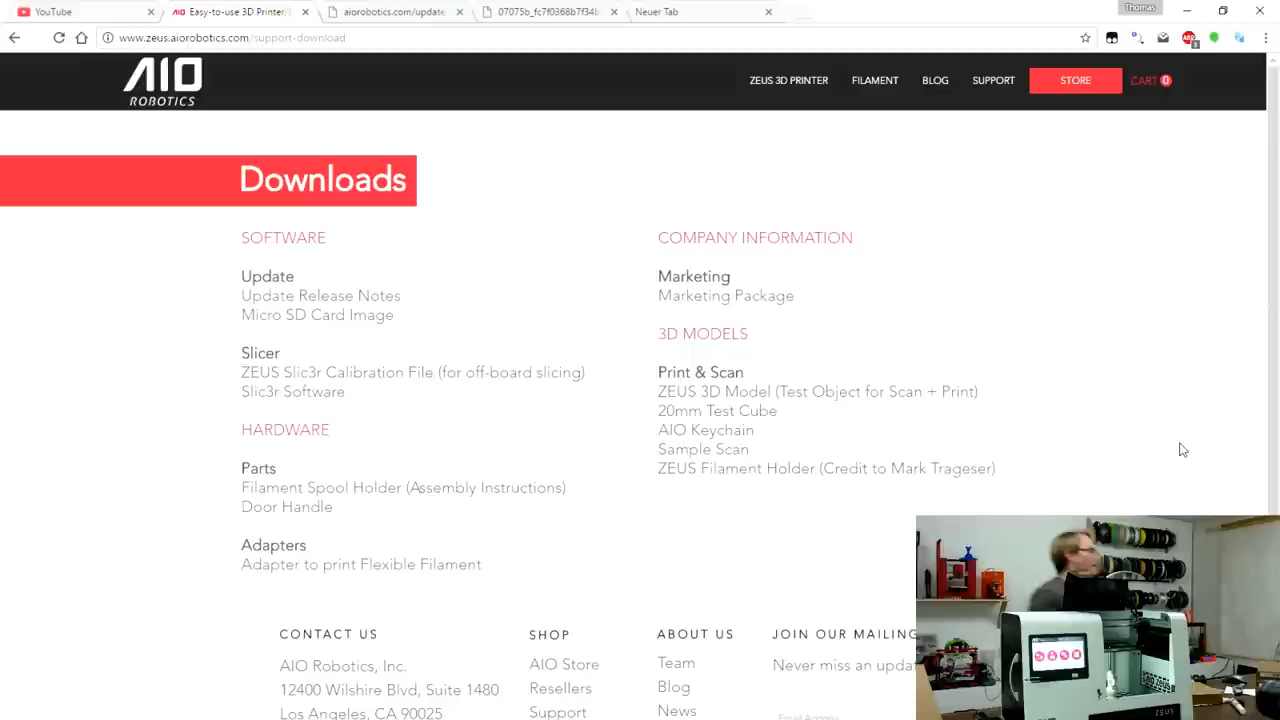 YouTube
AIO Easy-to-use 3D Printer
aiorobotics.com/update
07075b_fc7f0368b7f34b
Neuer Tab
Thomas
www.zeus.aiorobotics.com/support-download
AIO
ROBOTICS
ZEUS 3D PRINTER
FILAMENT
BLOG
SUPPORT
STORE
CART 0
Downloads
SOFTWARE
Update
Update Release Notes
Micro SD Card Image
Slicer
ZEUS Slic3r Calibration File (for off-board slicing)
Slic3r Software
HARDWARE
Parts
Filament Spool Holder (Assembly Instructions)
Door Handle
Adapters
Adapter to print Flexible Filament
COMPANY INFORMATION
Marketing
Marketing Package
3D MODELS
Print & Scan
ZEUS 3D Model (Test Object for Scan + Print)
20mm Test Cube
AIO Keychain
Sample Scan
ZEUS Filament Holder (Credit to Mark Trageser)
CONTACT US
AIO Robotics, Inc.
12400 Wilshire Blvd, Suite 1480
Los Angeles, CA 90025
SHOP
AIO Store
Resellers
Support
ABOUT US
Team
Blog
News
JOIN OUR MAILING
Never miss an updat
Email Address
ZEUS